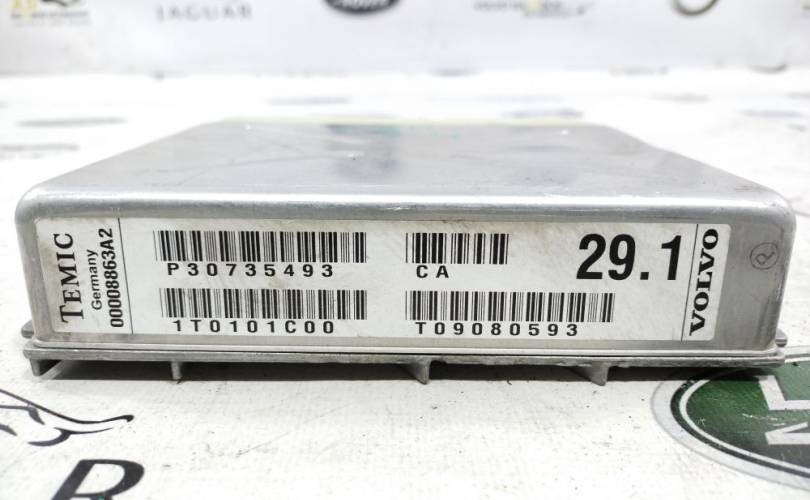 JAGUAR
TEMIC
Germany
00008863A2
P30735493
CA
29.1
1T0101C00
T09080593
VOLVO
R
R